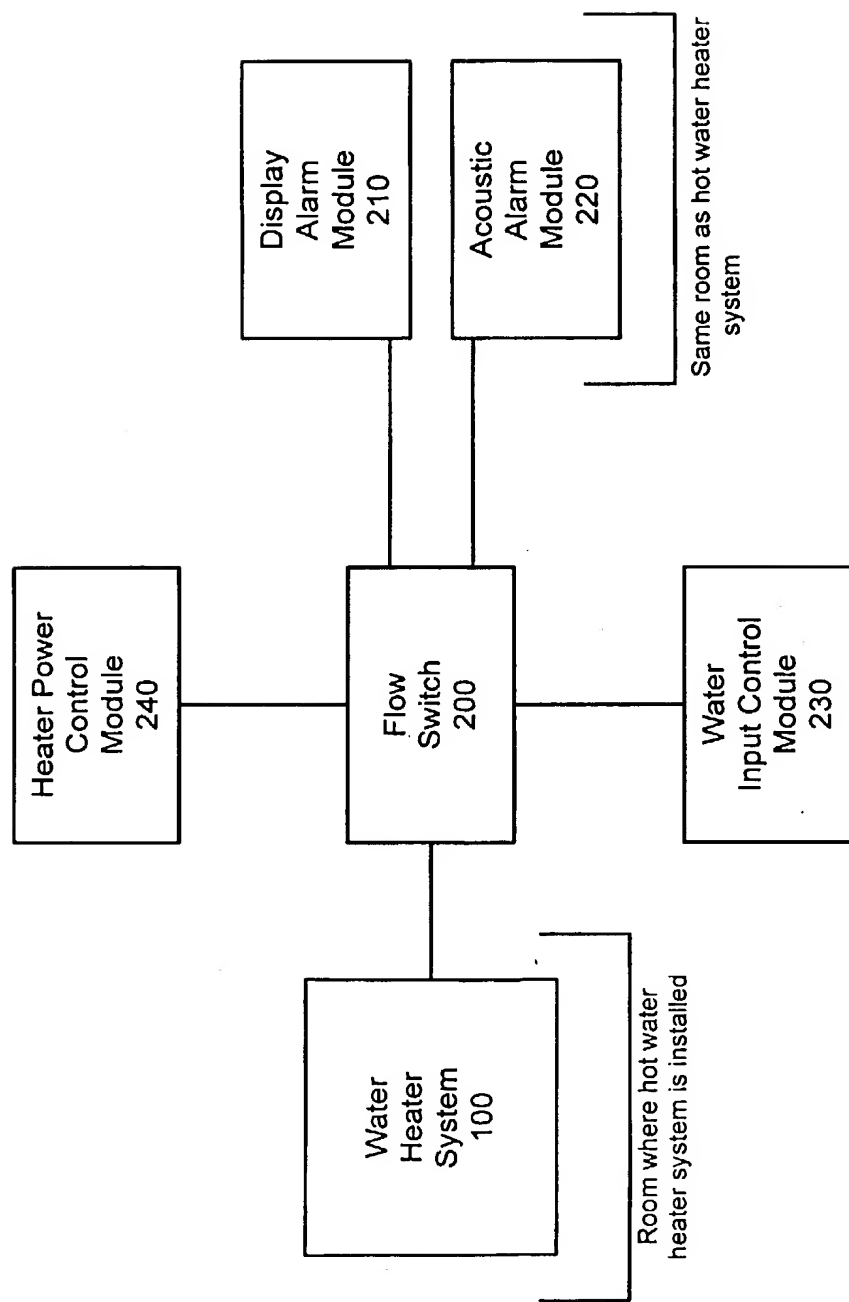 Heater Power
Control
Module
240
Water
Heater
System
100
Flow
Switch
200
Display
Alarm
Module
210
Acoustic
Alarm
Module
220
Water
Input Control
Module
230
Room where hot water
heater system is installed
Same room as hot water heater
system